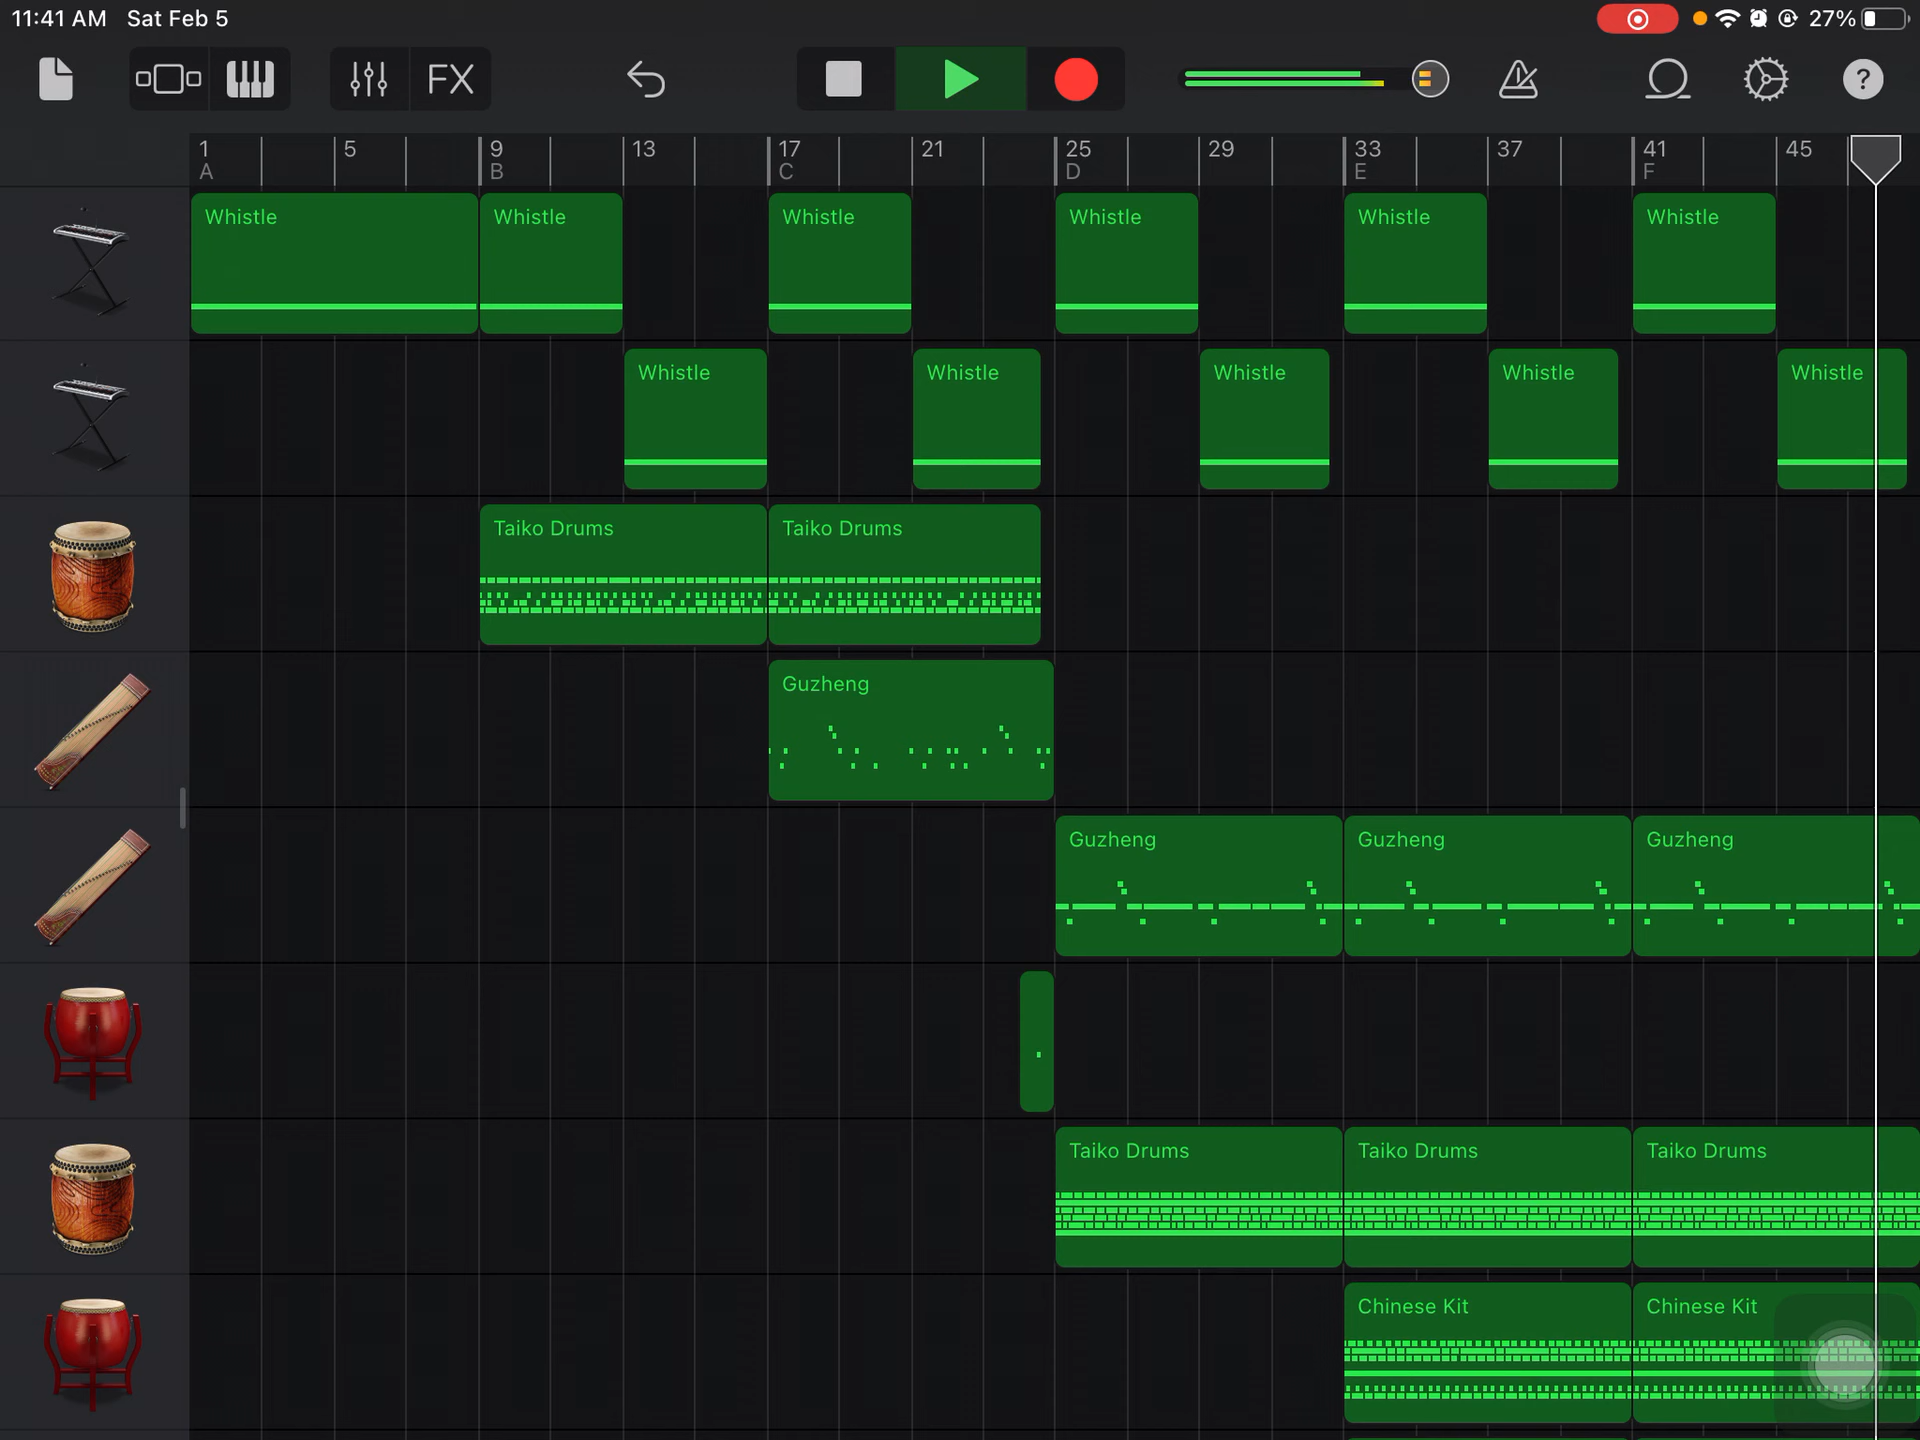 11:41 AM Sat Feb 5 27%
FX ?
1 5 9 13 17 21 25 29 33 37 41 45
A B C D E F
Whistle Whistle Whistle Whistle Whistle Whistle
Whistle Whistle Whistle Whistle Whistle
Taiko Drums Taiko Drums
Guzheng
Guzheng Guzheng Guzheng
Taiko Drums Taiko Drums Taiko Drums
Chinese Kit Chinese Kit